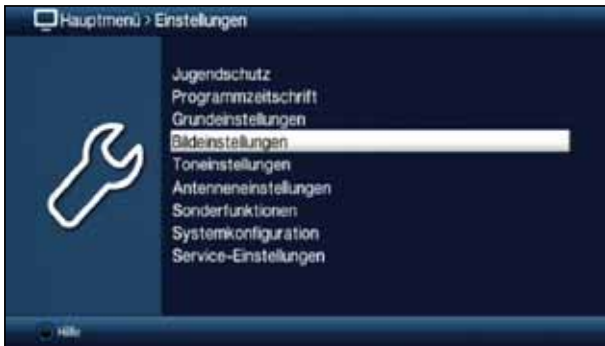 Hauptmenü > Einstellungen
Jugendschutz
Programmzeitschrift
Grundeinstellungen
Bildeinstellungen
Toneinstellungen
Antenneneinstellungen
Sonderfunktionen
Systemkonfiguration
Service-Einstellungen
Hilfe